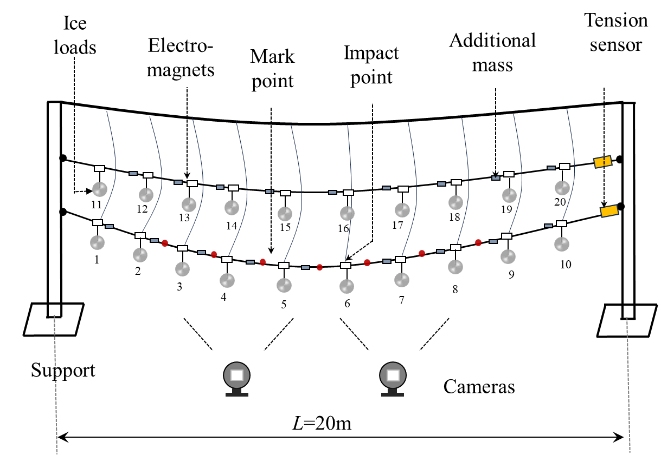 Ice
loads
Electro-
magnets
Mark
point
Impact
point
Additional
mass
Tension
sensor
11
12
13
14
15
16
17
18
19
20
1
2
3
4
5
6
7
8
9
10
Support
Cameras
L=20m